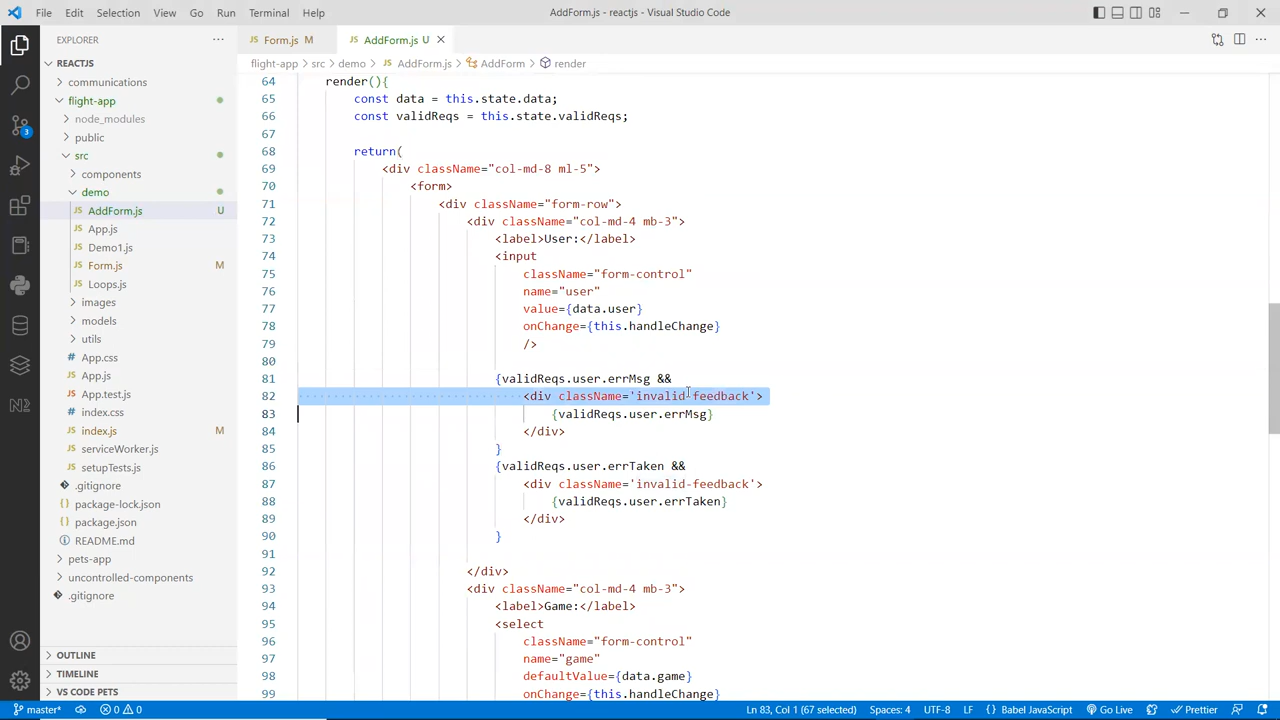 File Edit Selection View Go Run Terminal Help AddForm.js - reactjs - Visual Studio Code
EXPLORER
REACTJS
communications
flight-app
node_modules
public
src
components
demo
AddForm.js U
App.js
Demo1.js
Form.js M
Loops.js
images
models
utils
App.css
App.js
App.test.js
index.css
index.js M
serviceWorker.js
setupTests.js
.gitignore
package-lock.json
package.json
README.md
pets-app
uncontrolled-components
.gitignore
OUTLINE
TIMELINE
VS CODE PETS
3
N2
Form.js M AddForm.js U
flight-app > src > demo > AddForm.js > AddForm > render
64 render(){
65 const data = this.state.data;
66 const validReqs = this.state.validReqs;
67
68 return(
69 <div className="col-md-8 ml-5">
70 <form>
71 <div className="form-row">
72 <div className="col-md-4 mb-3">
73 <label>User:</label>
74 <input
75 className="form-control"
76 name="user"
77 value={data.user}
78 onChange={this.handleChange}
79 />
80
81 {validReqs.user.errMsg &&
82 <div className='invalid-feedback'>
83 {validReqs.user.errMsg}
84 </div>
85 }
86 {validReqs.user.errTaken &&
87 <div className='invalid-feedback'>
88 {validReqs.user.errTaken}
89 </div>
90 }
91
92 </div>
93 <div className="col-md-4 mb-3">
94 <label>Game:</label>
95 <select
96 className="form-control"
97 name="game"
98 defaultValue={data.game}
99 onChange={this.handleChange}
master* 0 0 Ln 83, Col 1 (67 selected) Spaces: 4 UTF-8 LF {} Babel JavaScript Go Live Prettier